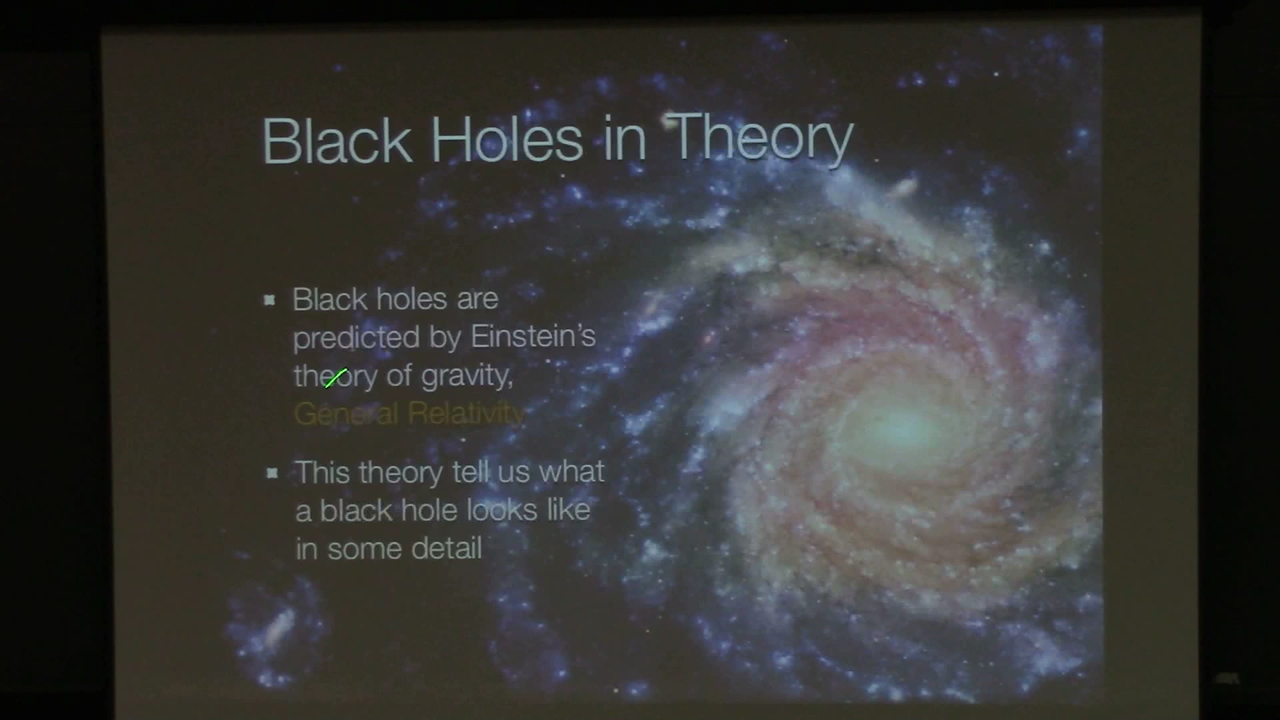 Black Holes in Theory
Black holes are
predicted by Einstein's
theory of gravity,
General Relativity
This theory tell us what
a black hole looks like
in some detail